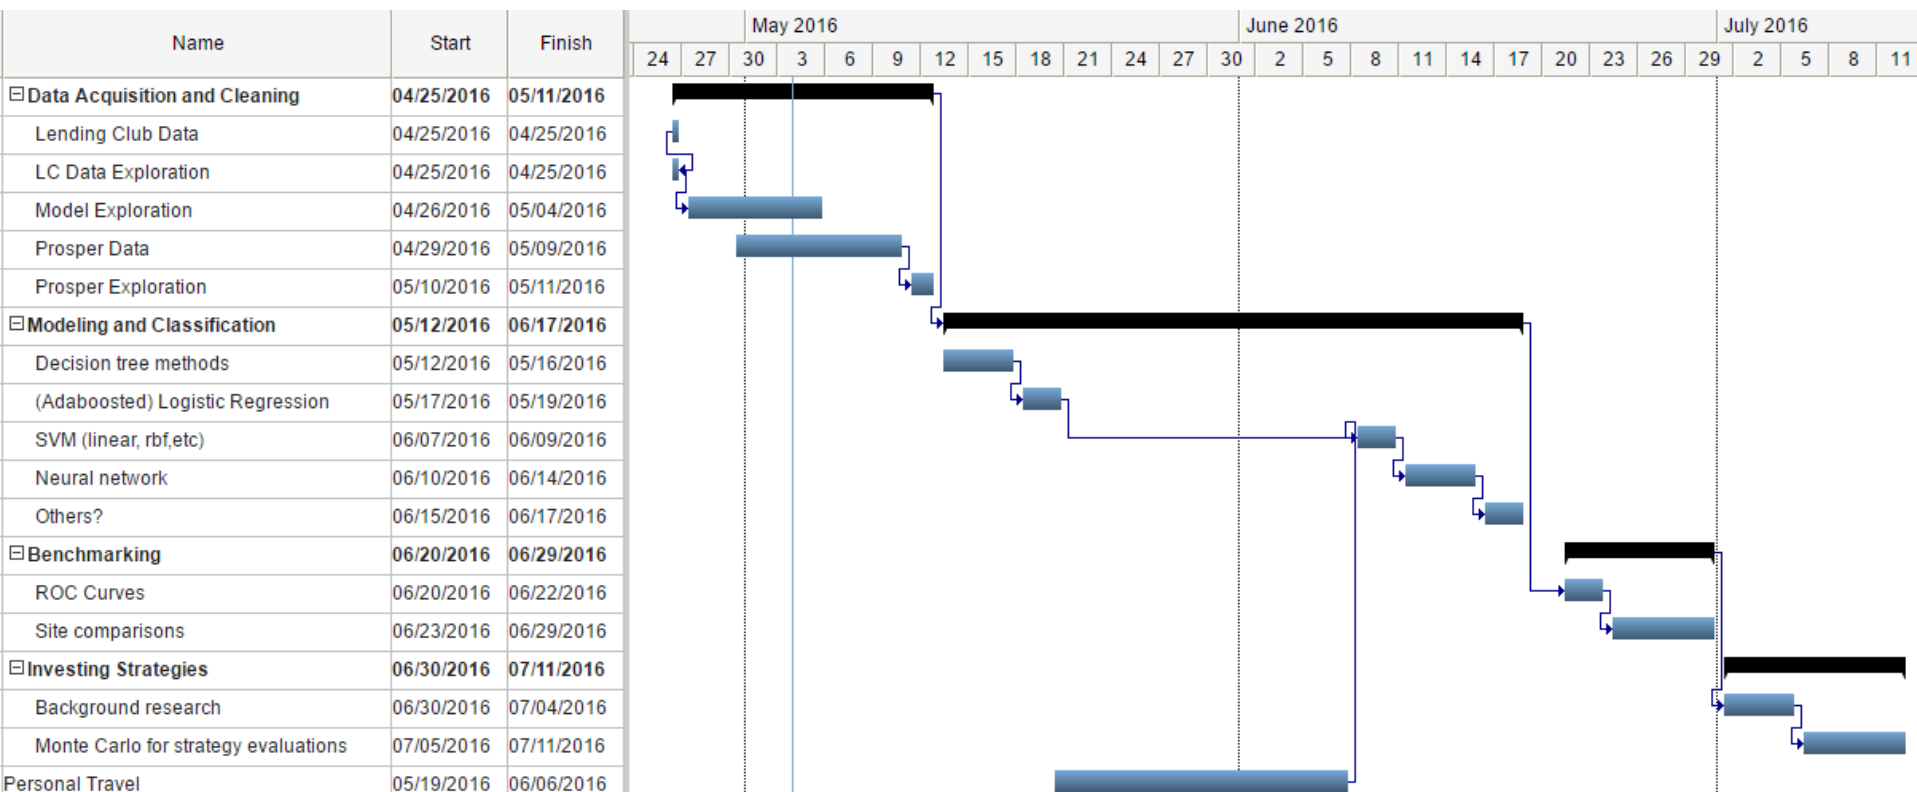 May 2016 June 2016 July 2016
Name Start Finish
24 27 30 3 6 9 12 15 18 21 24 27 30 2 5 8 11 14 17 20 23 26 29 2 5 8 11
Data Acquisition and Cleaning 04/25/2016 05/11/2016
Lending Club Data 04/25/2016 04/25/2016
LC Data Exploration 04/25/2016 04/25/2016
Model Exploration 04/26/2016 05/04/2016
Prosper Data 04/29/2016 05/09/2016
Prosper Exploration 05/10/2016 05/11/2016
Modeling and Classification 05/12/2016 06/17/2016
Decision tree methods 05/12/2016 05/16/2016
(Adaboosted) Logistic Regression 05/17/2016 05/19/2016
SVM (linear, rbf,etc) 06/07/2016 06/09/2016
Neural network 06/10/2016 06/14/2016
Others? 06/15/2016 06/17/2016
Benchmarking 06/20/2016 06/29/2016
ROC Curves 06/20/2016 06/22/2016
Site comparisons 06/23/2016 06/29/2016
Investing Strategies 06/30/2016 07/11/2016
Background research 06/30/2016 07/04/2016
Monte Carlo for strategy evaluations 07/05/2016 07/11/2016
Personal Travel 05/19/2016 06/06/2016